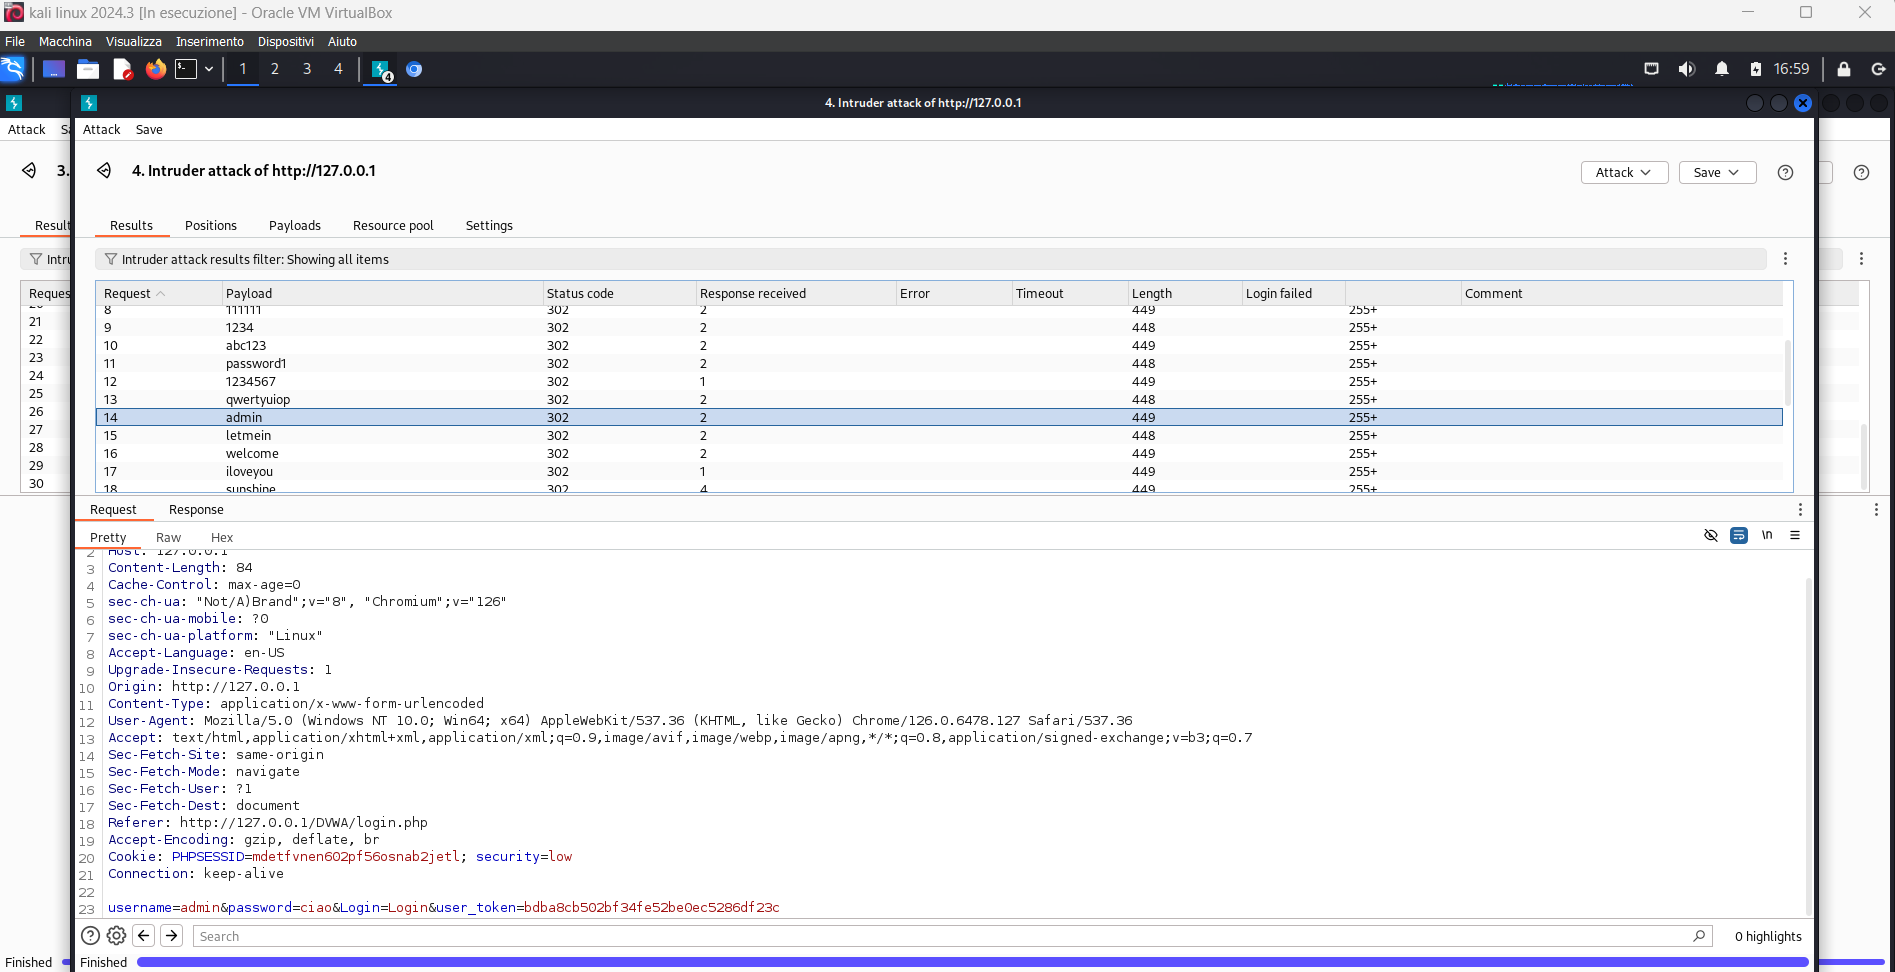 kali linux 2024.3 [In esecuzione] - Oracle VM VirtualBox
File Macchina Visualizza Inserimento Dispositivi Aiuto
1 2 3 4 4 16:59
4. Intruder attack of http://127.0.0.1
Attack Sa Attack Save
3. 4. Intruder attack of http://127.0.0.1 Attack Save
Result Results Positions Payloads Resource pool Settings
Intru Intruder attack results filter: Showing all items
Reques Request Payload Status code Response received Error Timeout Length Login failed Comment
20 8 111111 302 2 449 255+
21 9 1234 302 2 448 255+
22 10 abc123 302 2 449 255+
23 11 password1 302 2 448 255+
24 12 1234567 302 1 449 255+
25 13 qwertyuiop 302 2 448 255+
26 14 admin 302 2 449 255+
27 15 letmein 302 2 448 255+
28 16 welcome 302 2 449 255+
29 17 iloveyou 302 1 449 255+
30 18 sunshine 302 4 449 255+
Request Response
Pretty Raw Hex \n
2 Host: 127.0.0.1
3 Content-Length: 84
4 Cache-Control: max-age=0
5 sec-ch-ua: "Not/A)Brand";v="8", "Chromium";v="126"
6 sec-ch-ua-mobile: ?0
7 sec-ch-ua-platform: "Linux"
8 Accept-Language: en-US
9 Upgrade-Insecure-Requests: 1
10 Origin: http://127.0.0.1
11 Content-Type: application/x-www-form-urlencoded
12 User-Agent: Mozilla/5.0 (Windows NT 10.0; Win64; x64) AppleWebKit/537.36 (KHTML, like Gecko) Chrome/126.0.6478.127 Safari/537.36
13 Accept: text/html,application/xhtml+xml,application/xml;q=0.9,image/avif,image/webp,image/apng,*/*;q=0.8,application/signed-exchange;v=b3;q=0.7
14 Sec-Fetch-Site: same-origin
15 Sec-Fetch-Mode: navigate
16 Sec-Fetch-User: ?1
17 Sec-Fetch-Dest: document
18 Referer: http://127.0.0.1/DVWA/login.php
19 Accept-Encoding: gzip, deflate, br
20 Cookie: PHPSESSID=mdetfvnen602pf56osnab2jetl; security=low
21 Connection: keep-alive
22
23 username=admin&password=ciao&Login=Login&user_token=bdba8cb502bf34fe52be0ec5286df23c
Search 0 highlights
Finished Finished